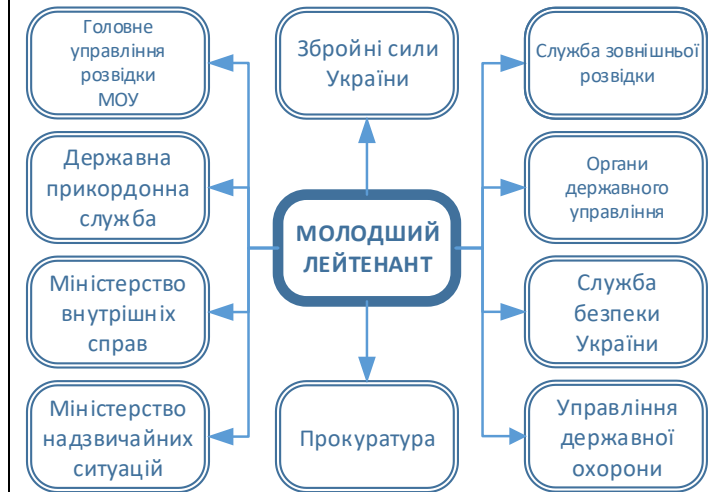 Головне
управління
розвідки
МОУ
Збройні сили
України
Служба зовнішньої
розвідки
Державна
прикордонна
служба
МОЛОДШИЙ
ЛЕЙТЕНАНТ
Органи
державного
управління
Міністерство
внутрішніх
справ
Служба
безпеки
України
Міністерство
надзвичайних
ситуацій
Прокуратура
Управління
державної
охорони